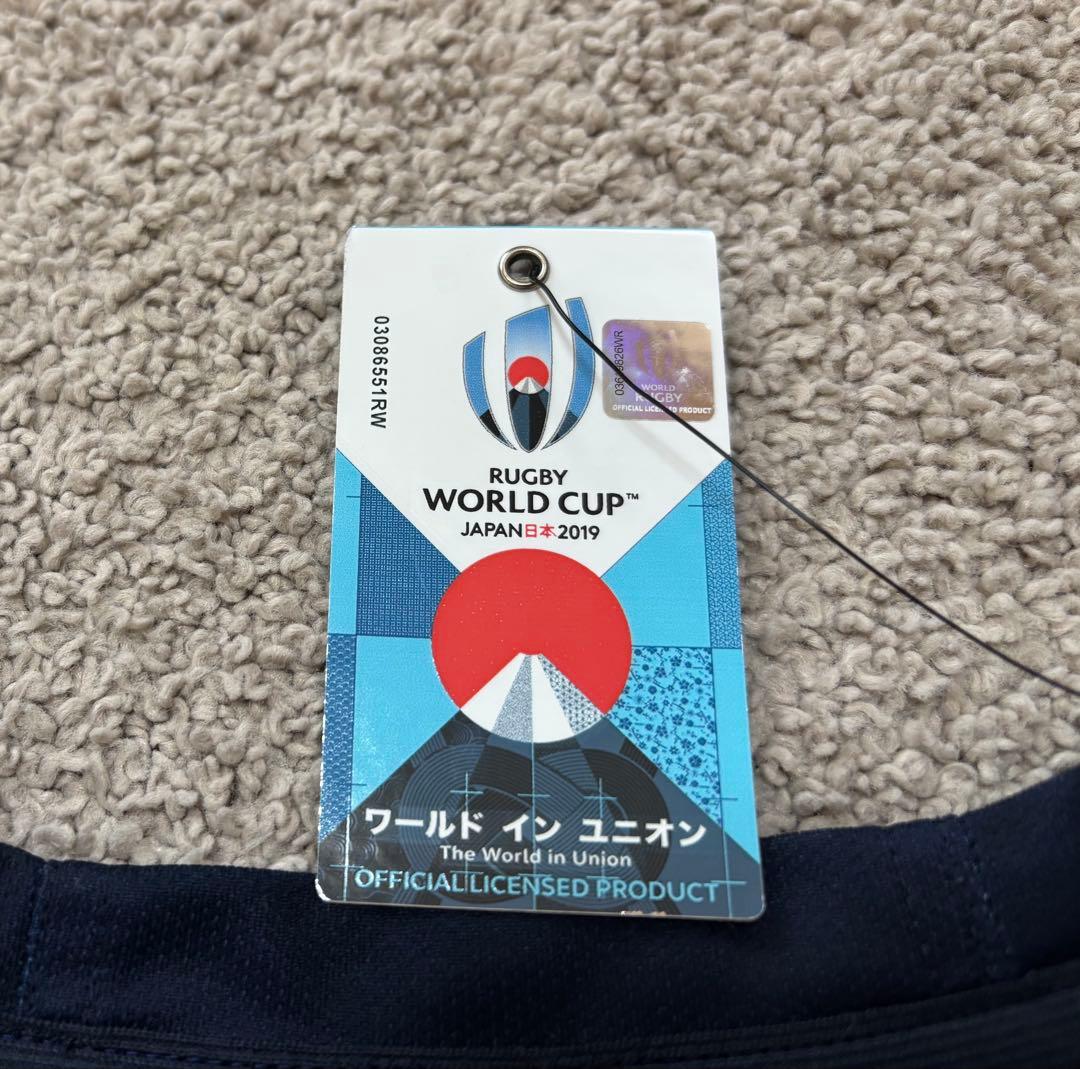 03086551RW
WORLD
RUGBY
OFFICIAL LICENSED PRODUCT
RUGBY
WORLD CUP™
JAPAN日本2019
ワールド イン ユニオン
The World in Union
OFFICIAL LICENSED PRODUCT